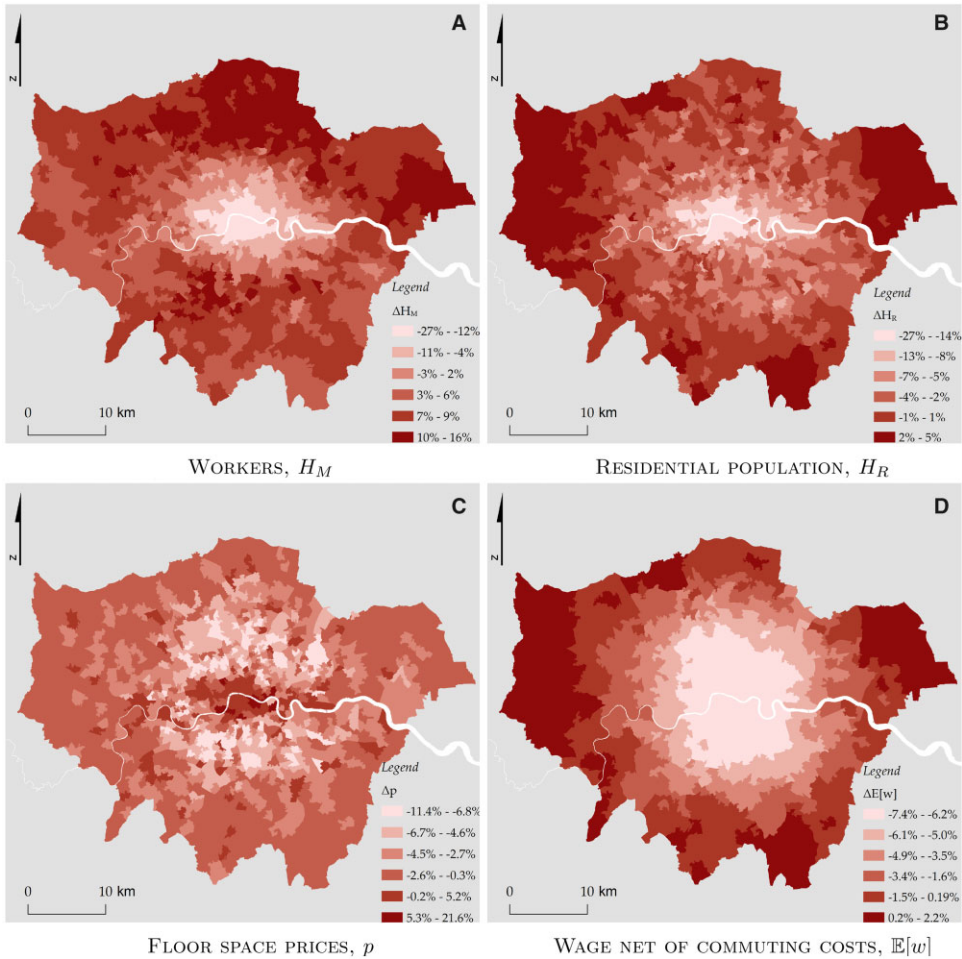 A
z
Legend
ΔH_M
-27% - -12%
-11% - -4%
-3% - 2%
3% - 6%
7% - 9%
10% - 16%
0 10 km
WORKERS, H_M
B
z
Legend
ΔH_R
-27% - -14%
-13% - -8%
-7% - -5%
-4% - -2%
-1% - 1%
2% - 5%
0 10 km
RESIDENTIAL POPULATION, H_R
C
z
Legend
Δp
-11.4% - -6.8%
-6.7% - -4.6%
-4.5% - -2.7%
-2.6% - -0.3%
-0.2% - 5.2%
5.3% - 21.6%
0 10 km
FLOOR SPACE PRICES, p
D
z
Legend
ΔE[w]
-7.4% - -6.2%
-6.1% - -5.0%
-4.9% - -3.5%
-3.4% - -1.6%
-1.5% - 0.19%
0.2% - 2.2%
0 10 km
WAGE NET OF COMMUTING COSTS, 𝔼[w]